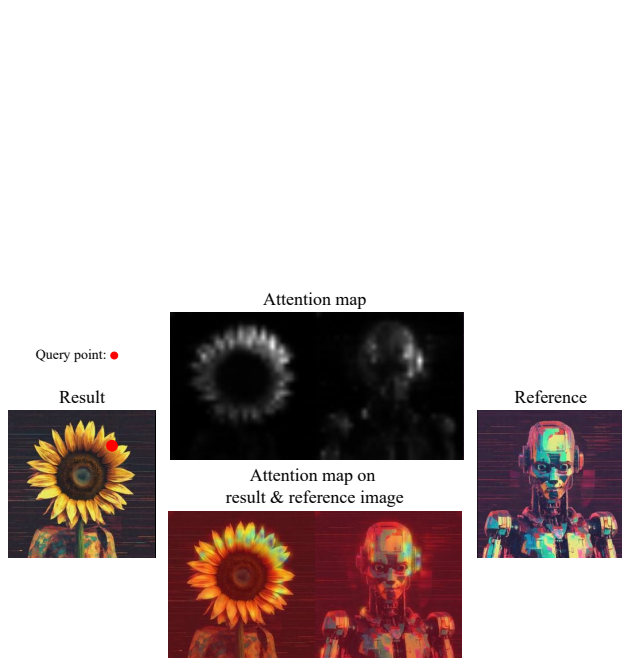 Attention map
Query point:
Result
Reference
Attention map on
result & reference image